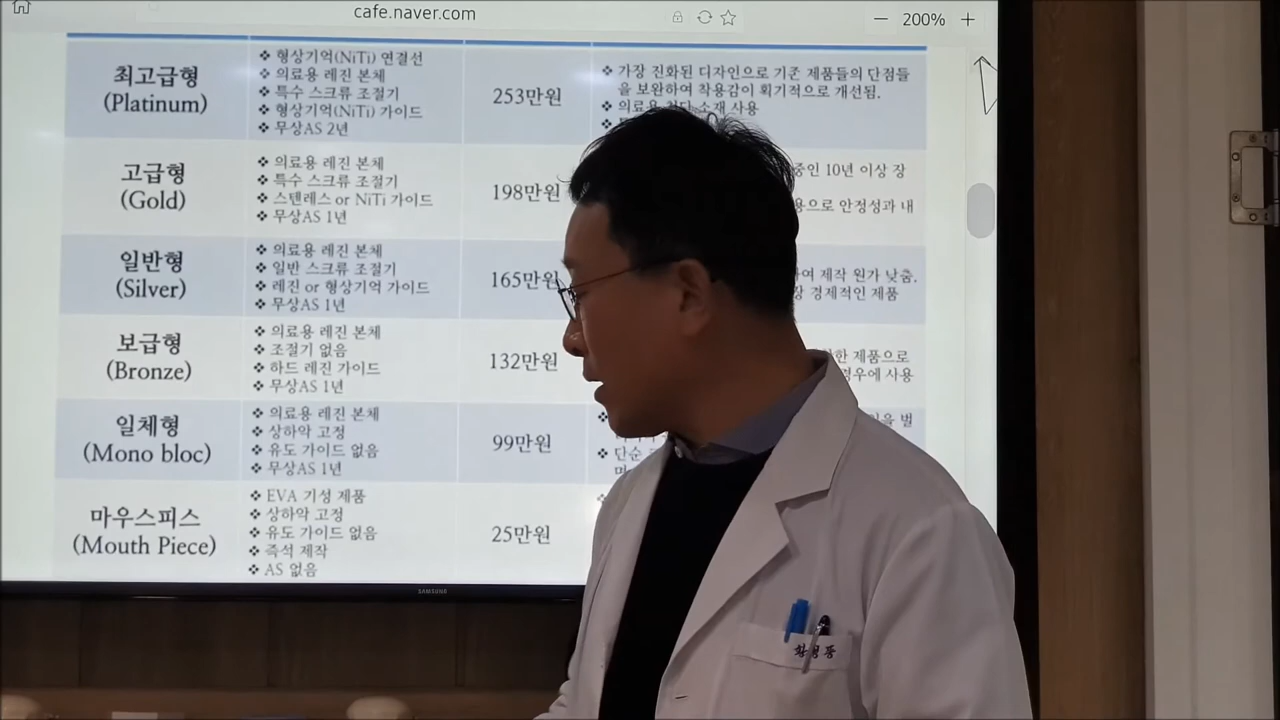 cafe.naver.com
200%
최고급형
(Platinum)
❖ 형상기억(NiTi) 연결선
❖ 의료용 레진 본체
❖ 특수 스크류 조절기
❖ 형상기억(NiTi) 가이드
❖ 무상AS 2년
253만원
❖ 가장 진화된 디자인으로 기존 제품들의 단점들
을 보완하여 착용감이 획기적으로 개선됨.
❖ 의료용 첨단 소재 사용
고급형
(Gold)
❖ 의료용 레진 본체
❖ 특수 스크류 조절기
❖ 스텐레스 or NiTi 가이드
❖ 무상AS 1년
198만원
중인 10년 이상 장
용으로 안정성과 내
일반형
(Silver)
❖ 의료용 레진 본체
❖ 일반 스크류 조절기
❖ 레진 or 형상기억 가이드
❖ 무상AS 1년
165만원
하여 제작 원가 낮춤.
장 경제적인 제품
보급형
(Bronze)
❖ 의료용 레진 본체
❖ 조절기 없음
❖ 하드 레진 가이드
❖ 무상AS 1년
132만원
제품으로
경우에 사용
일체형
(Mono bloc)
❖ 의료용 레진 본체
❖ 상하악 고정
❖ 유도 가이드 없음
❖ 무상AS 1년
99만원
벌
❖ 단순
마우스피스
(Mouth Piece)
❖ EVA 기성 제품
❖ 상하악 고정
❖ 유도 가이드 없음
❖ 즉석 제작
❖ AS 없음
25만원
SAMSUNG